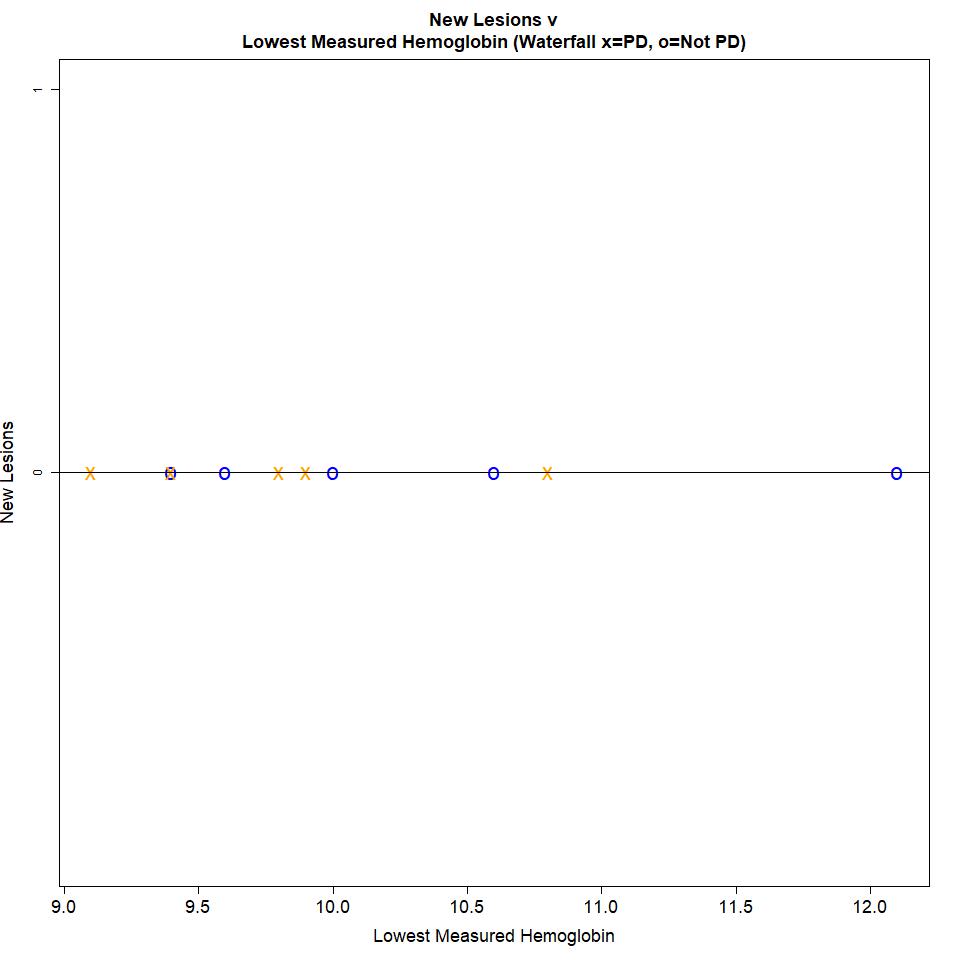 New Lesions v
Lowest Measured Hemoglobin (Waterfall x=PD, o=Not PD)
1
New Lesions
0
x x o o x x o o x o
9.0 9.5 10.0 10.5 11.0 11.5 12.0
Lowest Measured Hemoglobin